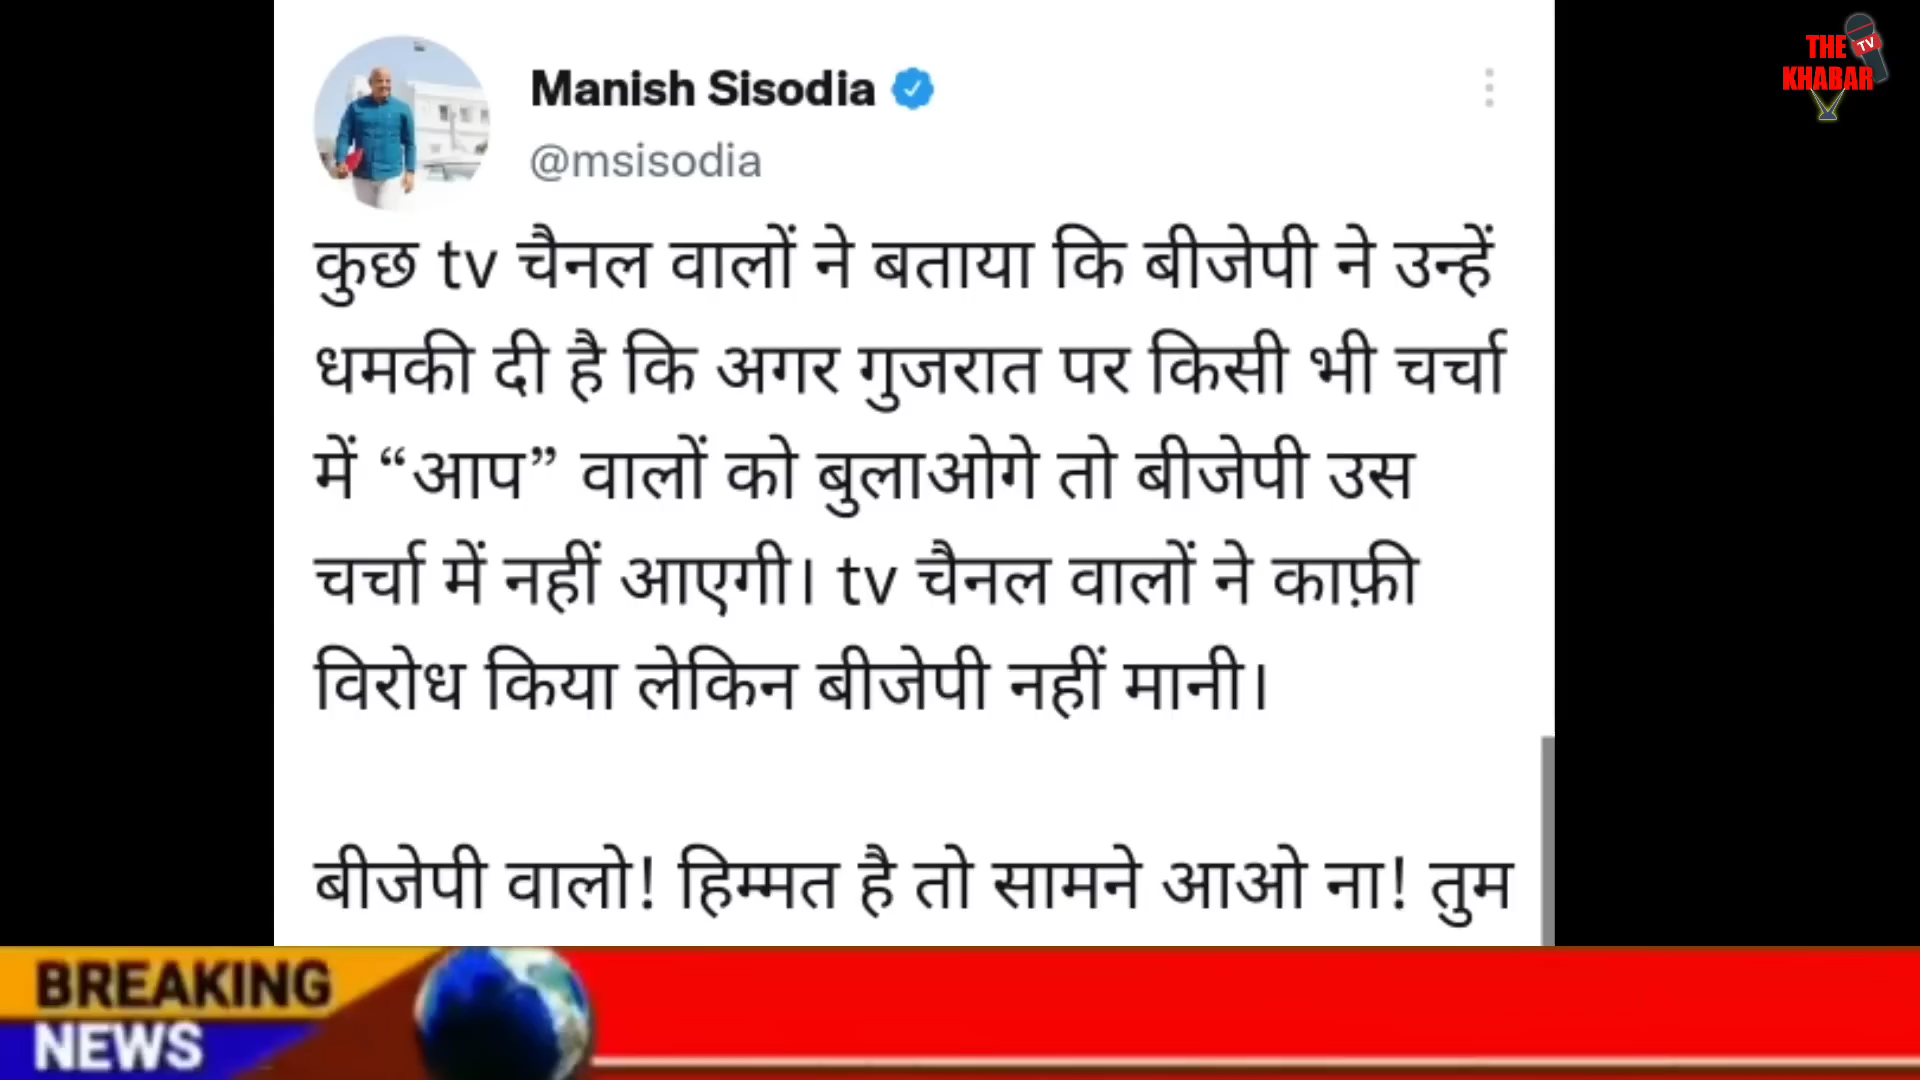 Manish Sisodia
@msisodia
कुछ tv चैनल वालों ने बताया कि बीजेपी ने उन्हें
धमकी दी है कि अगर गुजरात पर किसी भी चर्चा
में “आप” वालों को बुलाओगे तो बीजेपी उस
चर्चा में नहीं आएगी। tv चैनल वालों ने काफ़ी
विरोध किया लेकिन बीजेपी नहीं मानी।
बीजेपी वालो! हिम्मत है तो सामने आओ ना! तुम
THE TV
KHABAR
BREAKING
NEWS